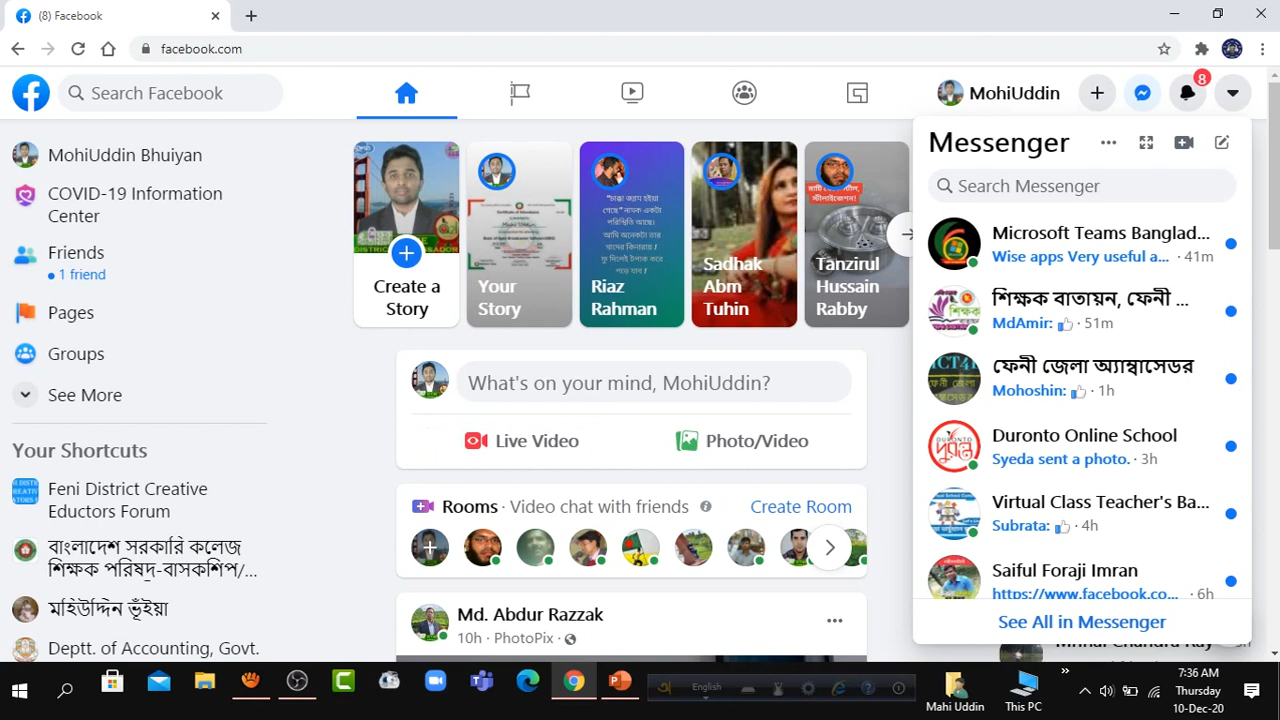 (8) Facebook
facebook.com
Search Facebook
MohiUddin
8
MohiUddin Bhuiyan
COVID-19 Information
Center
Friends
1 friend
Pages
Groups
See More
Your Shortcuts
Feni District Creative
Eductors Forum
বাংলাদেশ সরকারি কলেজ
শিক্ষক পরিষদ-বাসকশিপ/...
মহিউদ্দিন ভূঁইয়া
Deptt. of Accounting, Govt.
Create a
Story
Your
Story
Riaz
Rahman
Sadhak
Abm
Tuhin
Tanzirul
Hussain
Rabby
What's on your mind, MohiUddin?
Live Video
Photo/Video
Rooms · Video chat with friends
Create Room
Md. Abdur Razzak
10h · PhotoPix ·
Messenger
Search Messenger
Microsoft Teams Banglad...
Wise apps Very useful a... · 41m
শিক্ষক বাতায়ন, ফেনী ...
MdAmir: · 51m
ফেনী জেলা অ্যাম্বাসেডর
Mohoshin: · 1h
Duronto Online School
Syeda sent a photo. · 3h
Virtual Class Teacher's Ba...
Subrata: · 4h
Saiful Foraji Imran
https://www.facebook.co... · 6h
See All in Messenger
English
Mahi Uddin
This PC
7:36 AM
Thursday
10-Dec-20